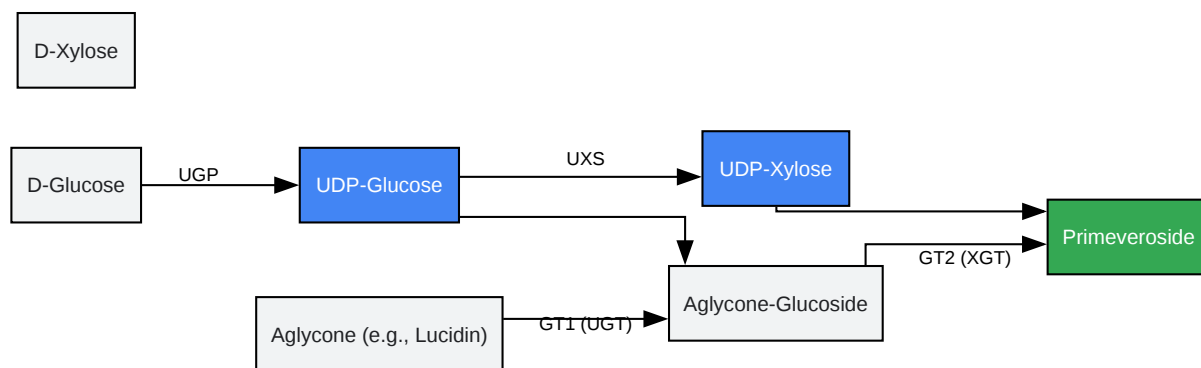 D-Xylose
D-Glucose
UGP
UDP-Glucose
UXS
UDP-Xylose
Primeveroside
GT2 (XGT)
Aglycone-Glucoside
Aglycone (e.g., Lucidin)
GT1 (UGT)